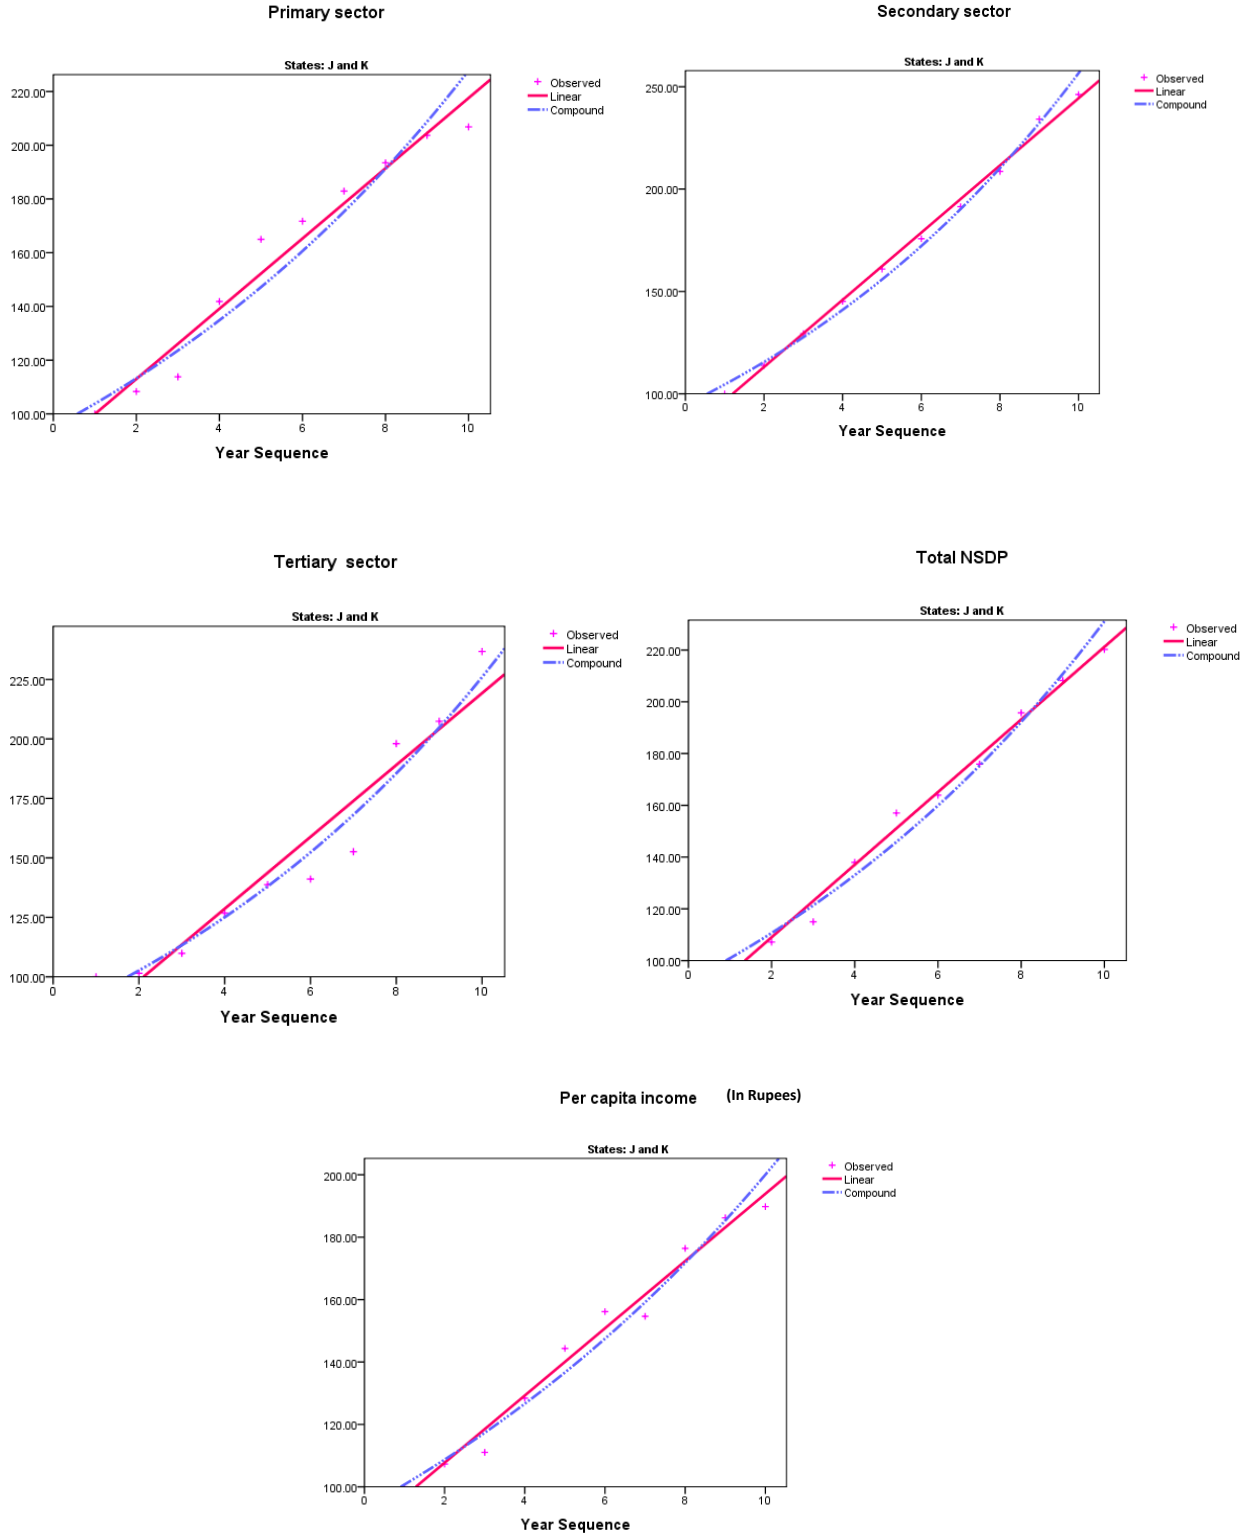 Primary sector
States: J and K
Observed
Linear
Compound
220.00
200.00
180.00
160.00
140.00
120.00
100.00
0 2 4 6 8 10
Year Sequence
Secondary sector
States: J and K
Observed
Linear
Compound
250.00
200.00
150.00
100.00
0 2 4 6 8 10
Year Sequence
Tertiary sector
States: J and K
Observed
Linear
Compound
225.00
200.00
175.00
150.00
125.00
100.00
0 2 4 6 8 10
Year Sequence
Total NSDP
States: J and K
Observed
Linear
Compound
220.00
200.00
180.00
160.00
140.00
120.00
100.00
0 2 4 6 8 10
Year Sequence
Per capita income (In Rupees)
States: J and K
Observed
Linear
Compound
200.00
180.00
160.00
140.00
120.00
100.00
0 2 4 6 8 10
Year Sequence